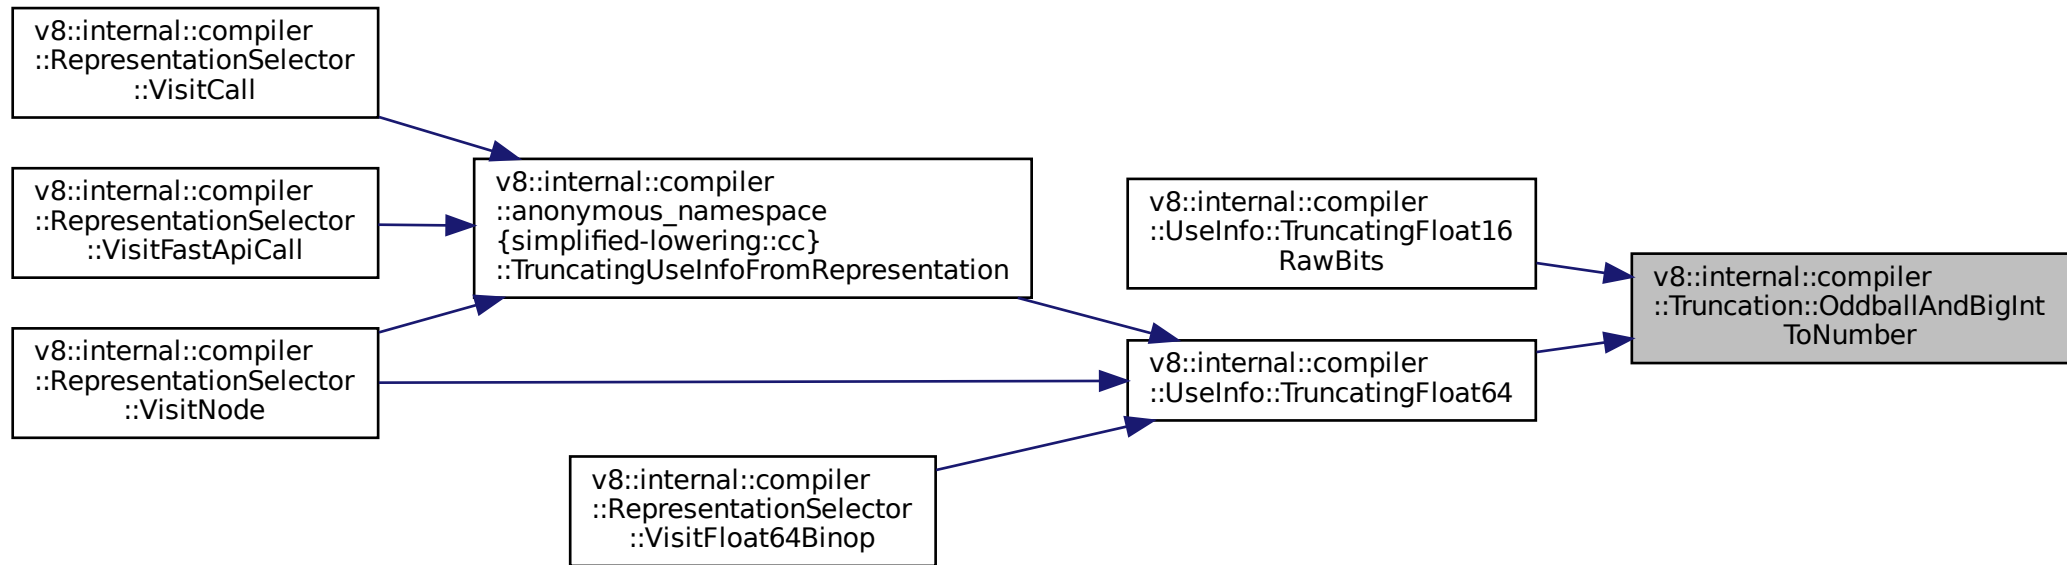 v8::internal::compiler
::RepresentationSelector
::VisitCall
v8::internal::compiler
::RepresentationSelector
::VisitFastApiCall
v8::internal::compiler
::RepresentationSelector
::VisitNode
v8::internal::compiler
::anonymous_namespace
{simplified-lowering::cc}
::TruncatingUseInfoFromRepresentation
v8::internal::compiler
::RepresentationSelector
::VisitFloat64Binop
v8::internal::compiler
::UseInfo::TruncatingFloat16
RawBits
v8::internal::compiler
::UseInfo::TruncatingFloat64
v8::internal::compiler
::Truncation::OddballAndBigInt
ToNumber